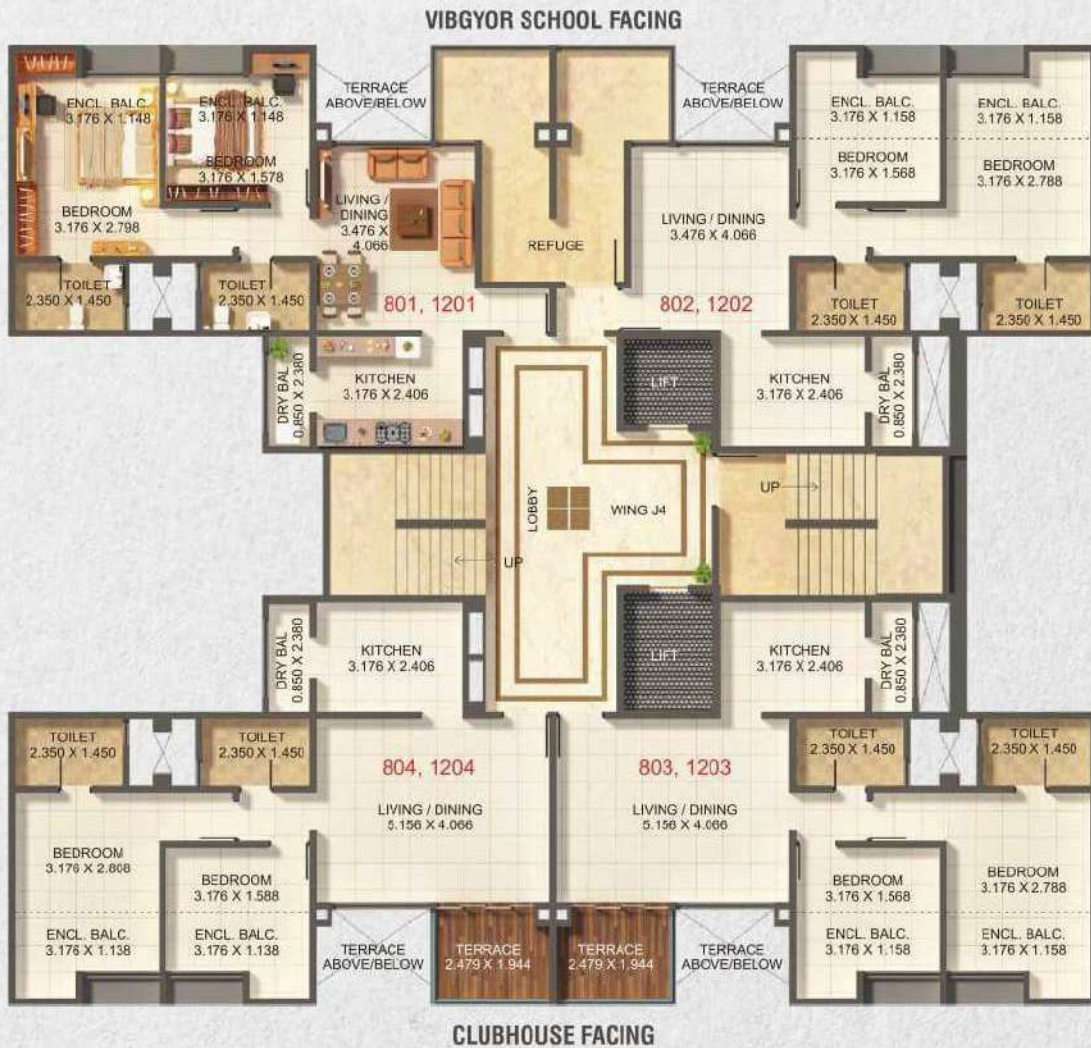 VIBGYOR SCHOOL FACING
TERRACE
ABOVE/BELOW
TERRACE
ABOVE/BELOW
ENCL. BALC.
3.176 X 1.148
ENCL. BALC.
3.176 X 1.148
BEDROOM
3.176 X 1.578
BEDROOM
3.176 X 2.798
LIVING /
DINING
3.476 X
4.066
TOILET
2.350 X 1.450
TOILET
2.350 X 1.450
801, 1201
KITCHEN
3.176 X 2.406
DRY BAL
0.850 X 2.380
REFUGE
ENCL. BALC.
3.176 X 1.158
ENCL. BALC.
3.176 X 1.158
BEDROOM
3.176 X 1.568
BEDROOM
3.176 X 2.788
LIVING / DINING
3.476 X 4.066
802, 1202
TOILET
2.350 X 1.450
TOILET
2.350 X 1.450
LIFT
KITCHEN
3.176 X 2.406
DRY BAL
0.850 X 2.380
LOBBY
WING J4
UP
UP
DRY BAL
0.850 X 2.380
KITCHEN
3.176 X 2.406
LIFT
KITCHEN
3.176 X 2.406
DRY BAL
0.850 X 2.380
TOILET
2.350 X 1.450
TOILET
2.350 X 1.450
804, 1204
LIVING / DINING
5.156 X 4.066
BEDROOM
3.176 X 2.808
BEDROOM
3.176 X 1.588
ENCL. BALC.
3.176 X 1.138
ENCL. BALC.
3.176 X 1.138
TERRACE
ABOVE/BELOW
TERRACE
2.479 X 1.944
803, 1203
LIVING / DINING
5.156 X 4.066
TOILET
2.350 X 1.450
TOILET
2.350 X 1.450
BEDROOM
3.176 X 1.568
BEDROOM
3.176 X 2.788
ENCL. BALC.
3.176 X 1.158
ENCL. BALC.
3.176 X 1.158
TERRACE
2.479 X 1.944
TERRACE
ABOVE/BELOW
CLUBHOUSE FACING